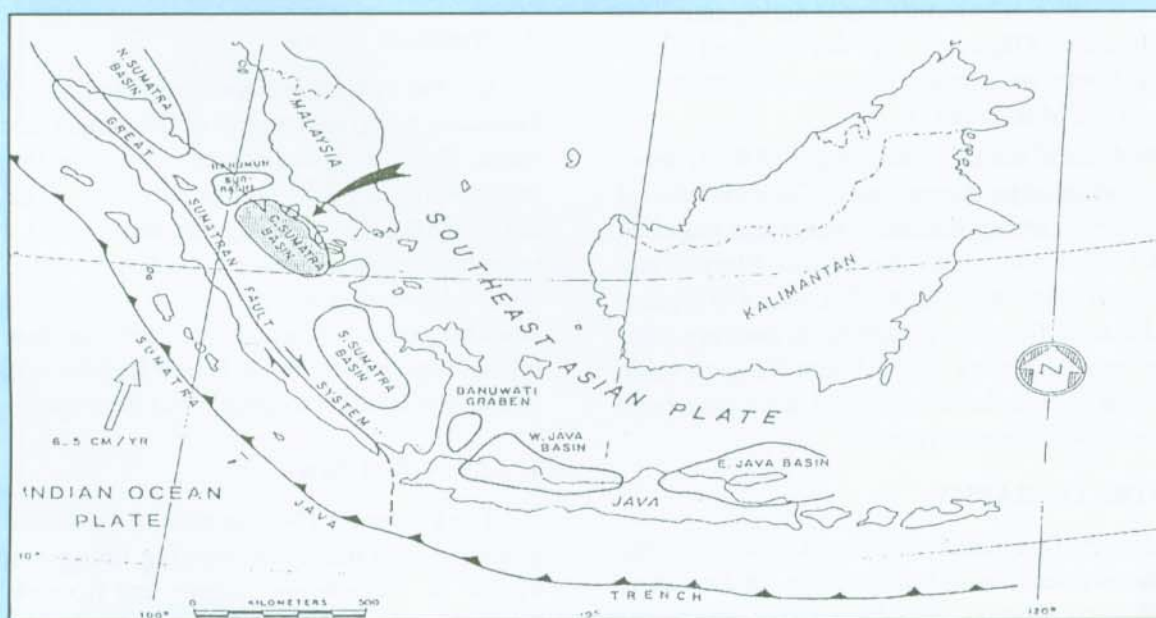 N. SUMATRA
BASIN
GREAT
SUMATRAN
FAULT
SYSTEM
MALAYSIA
C. SUMATRA
BASIN
S. SUMATRA
BASIN
SOUTHEAST ASIAN PLATE
KALIMANTAN
BANUWATI
GRABEN
W. JAVA
BASIN
E. JAVA BASIN
JAVA
SUMATRA
6.5 CM/YR
INDIAN OCEAN
PLATE
JAVA
TRENCH
10°
100°
0 KILOMETERS 500
120°
N